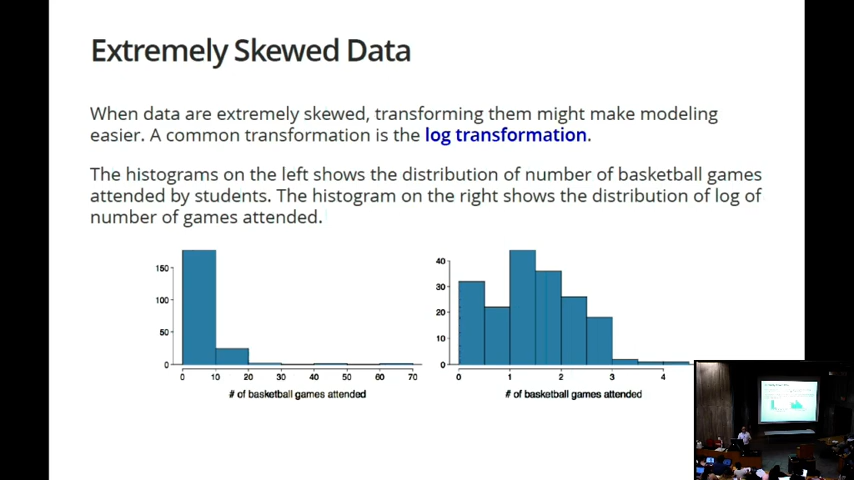 Extremely Skewed Data
When data are extremely skewed, transforming them might make modeling
easier. A common transformation is the log transformation.
The histograms on the left shows the distribution of number of basketball games
attended by students. The histogram on the right shows the distribution of log of
number of games attended.
150
100
50
0
0 10 20 30 40 50 60 70
# of basketball games attended
40
30
20
10
0
0 1 2 3 4
# of basketball games attended